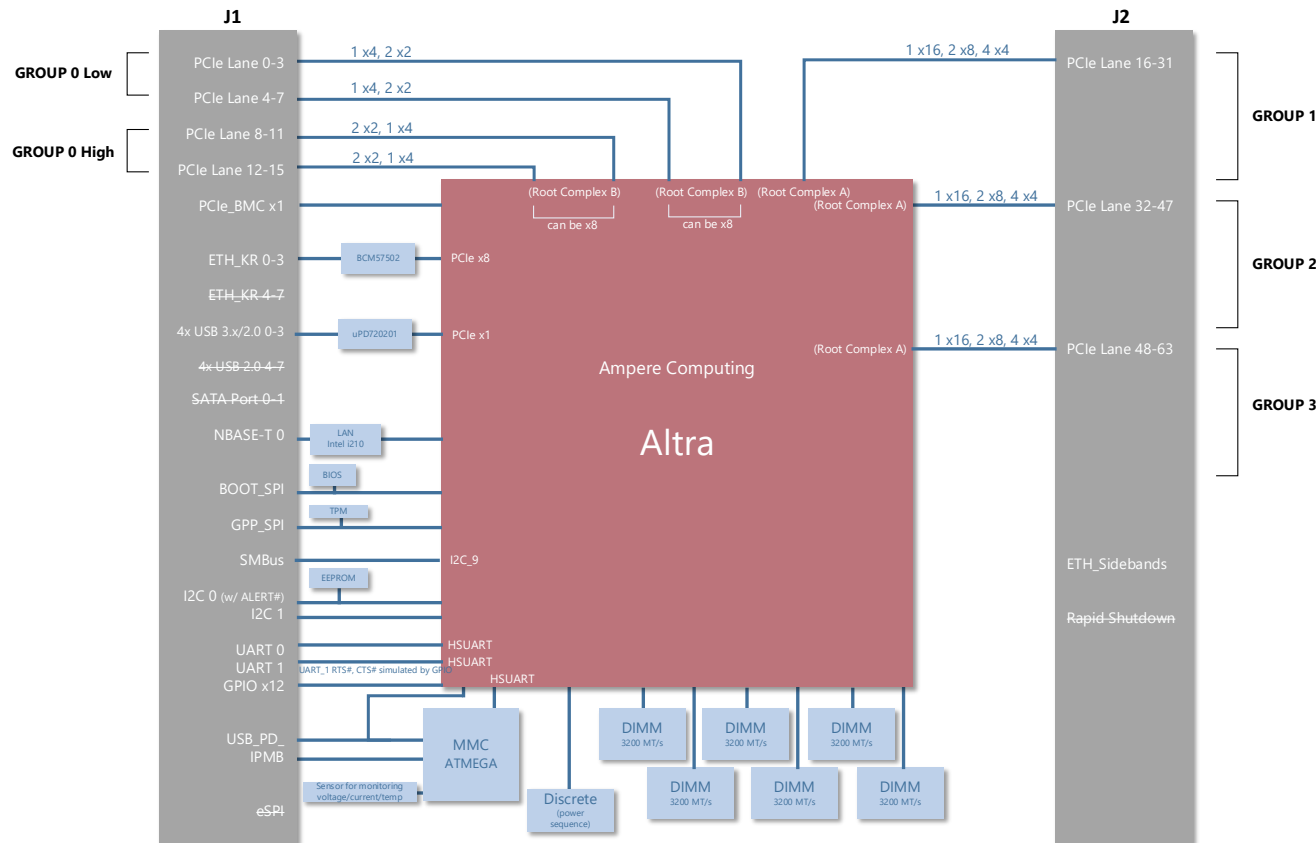 J1
J2
GROUP 0 Low
PCIe Lane 0-3
1 x4, 2 x2
1 x16, 2 x8, 4 x4
PCIe Lane 16-31
PCIe Lane 4-7
1 x4, 2 x2
GROUP 1
GROUP 0 High
PCIe Lane 8-11
2 x2, 1 x4
PCIe Lane 12-15
2 x2, 1 x4
(Root Complex B)
(Root Complex B)
(Root Complex A)
can be x8
can be x8
PCIe_BMC x1
(Root Complex A)
1 x16, 2 x8, 4 x4
PCIe Lane 32-47
GROUP 2
ETH_KR 0-3
BCM57502
PCIe x8
ETH_KR 4-7
4x USB 3.x/2.0 0-3
uPD720201
PCIe x1
(Root Complex A)
1 x16, 2 x8, 4 x4
PCIe Lane 48-63
4x USB 2.0 4-7
Ampere Computing
SATA Port 0-1
GROUP 3
NBASE-T 0
LAN
Intel i210
Altra
BIOS
BOOT_SPI
TPM
GPP_SPI
SMBus
I2C_9
ETH_Sidebands
EEPROM
I2C 0 (w/ ALERT#)
I2C 1
Rapid Shutdown
UART 0
HSUART
UART 1
HSUART
UART_1 RTS#, CTS# simulated by GPIO
GPIO x12
HSUART
USB_PD_
IPMB
MMC
ATMEGA
DIMM
3200 MT/s
DIMM
3200 MT/s
DIMM
3200 MT/s
Sensor for monitoring
voltage/current/temp
eSPI
Discrete
(power
sequence)
DIMM
3200 MT/s
DIMM
3200 MT/s
DIMM
3200 MT/s